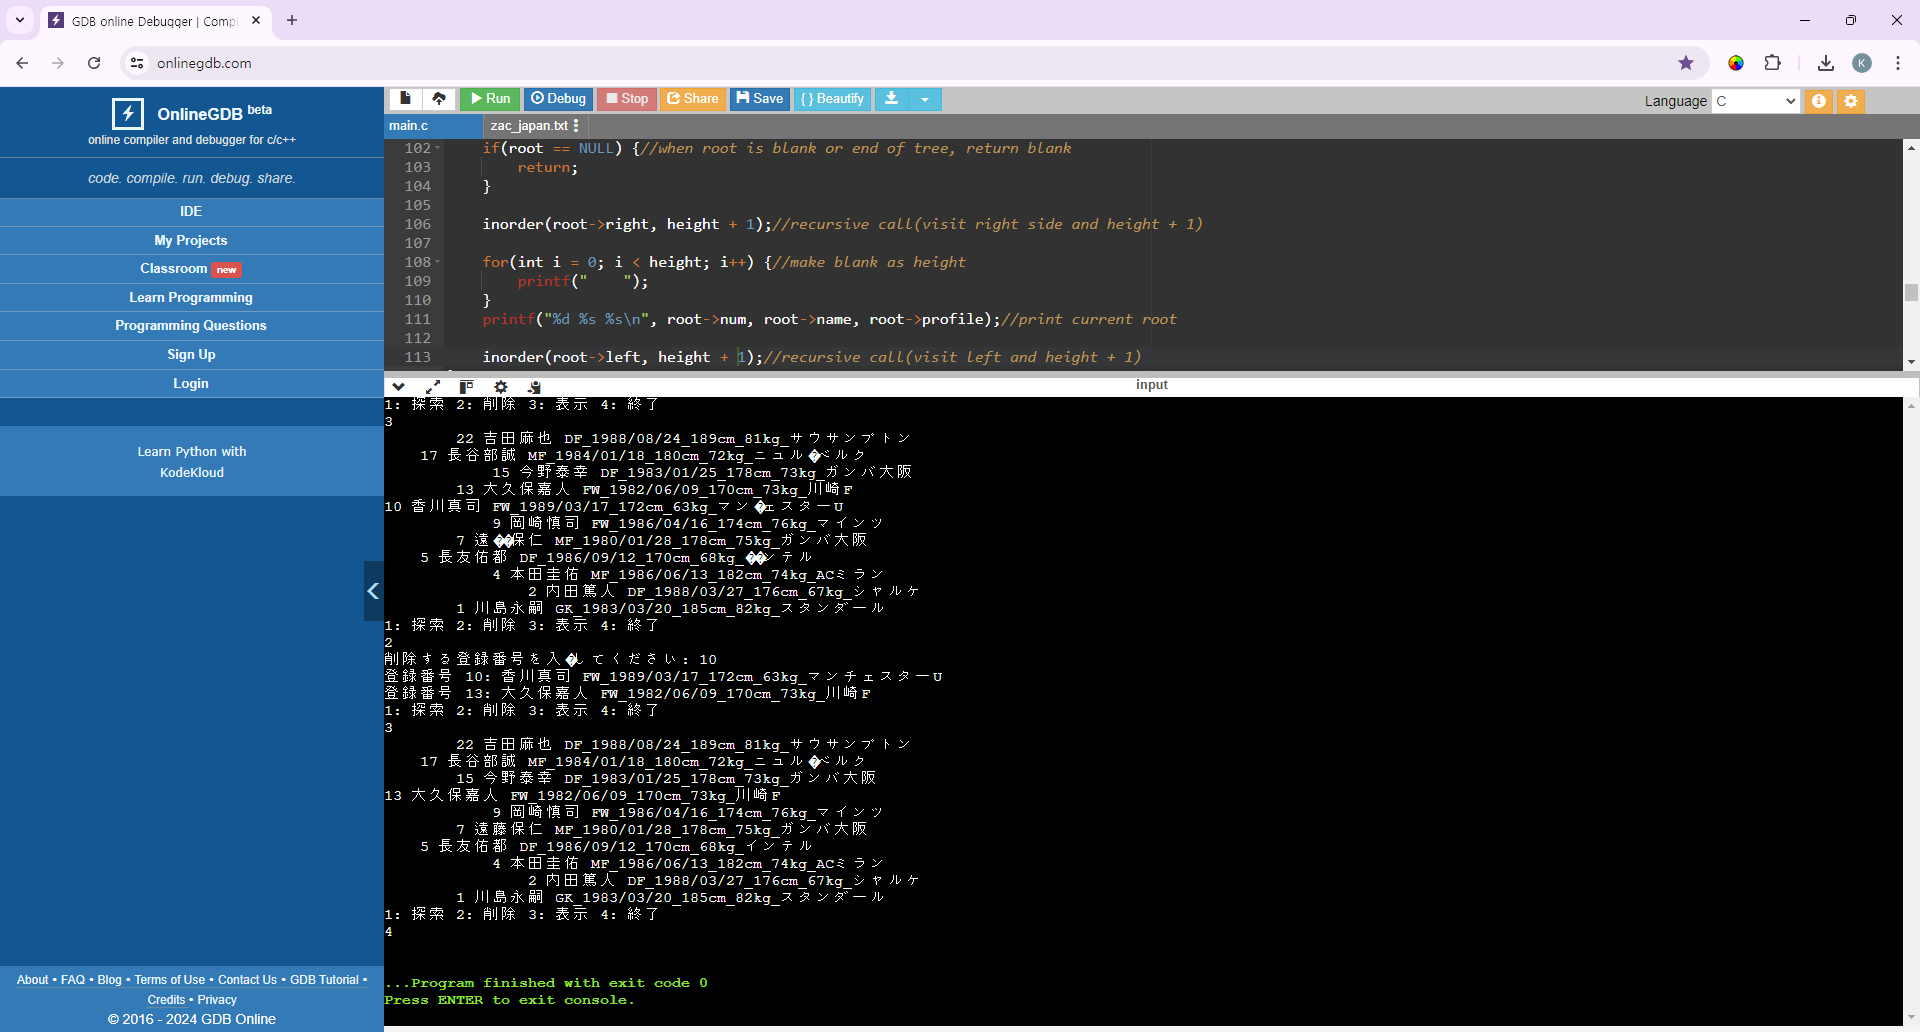 GDB online Debugger | Comp
onlinegdb.com
K
OnlineGDB beta
online compiler and debugger for c/c++
code. compile. run. debug. share.
IDE
My Projects
Classroom new
Learn Programming
Programming Questions
Sign Up
Login
Learn Python with
KodeKloud
About • FAQ • Blog • Terms of Use • Contact Us • GDB Tutorial •
Credits • Privacy
© 2016 - 2024 GDB Online
Run Debug Stop Share Save {} Beautify
Language C
main.c zac_japan.txt
102 if(root == NULL) {//when root is blank or end of tree, return blank
103 return;
104 }
105
106 inorder(root->right, height + 1);//recursive call(visit right side and height + 1)
107
108 for(int i = 0; i < height; i++) {//make blank as height
109 printf("    ");
110 }
111 printf("%d %s %s\n", root->num, root->name, root->profile);//print current root
112
113 inorder(root->left, height + 1);//recursive call(visit left and height + 1)
input
1: 探索 2: 削除 3: 表示 4: 終了
3
22 吉田麻也 DF_1988/08/24_189cm_81kg_サウサンプトン
17 長谷部誠 MF_1984/01/18_180cm_72kg_ニュル�ベルク
15 今野泰幸 DF_1983/01/25_178cm_73kg_ガンバ大阪
13 大久保嘉人 FW_1982/06/09_170cm_73kg_川崎F
10 香川真司 FW_1989/03/17_172cm_63kg_マン�ェスターU
9 岡崎慎司 FW_1986/04/16_174cm_76kg_マインツ
7 遠��保仁 MF_1980/01/28_178cm_75kg_ガンバ大阪
5 長友佑都 DF_1986/09/12_170cm_68kg_��ンテル
4 本田圭佑 MF_1986/06/13_182cm_74kg_ACミラン
2 内田篤人 DF_1988/03/27_176cm_67kg_シャルケ
1 川島永嗣 GK_1983/03/20_185cm_82kg_スタンダール
1: 探索 2: 削除 3: 表示 4: 終了
2
削除する登録番号を入�してください: 10
登録番号 10: 香川真司 FW_1989/03/17_172cm_63kg_マンチェスターU
登録番号 13: 大久保嘉人 FW_1982/06/09_170cm_73kg_川崎F
1: 探索 2: 削除 3: 表示 4: 終了
3
22 吉田麻也 DF_1988/08/24_189cm_81kg_サウサンプトン
17 長谷部誠 MF_1984/01/18_180cm_72kg_ニュル�ベルク
15 今野泰幸 DF_1983/01/25_178cm_73kg_ガンバ大阪
13 大久保嘉人 FW_1982/06/09_170cm_73kg_川崎F
9 岡崎慎司 FW_1986/04/16_174cm_76kg_マインツ
7 遠藤保仁 MF_1980/01/28_178cm_75kg_ガンバ大阪
5 長友佑都 DF_1986/09/12_170cm_68kg_インテル
4 本田圭佑 MF_1986/06/13_182cm_74kg_ACミラン
2 内田篤人 DF_1988/03/27_176cm_67kg_シャルケ
1 川島永嗣 GK_1983/03/20_185cm_82kg_スタンダール
1: 探索 2: 削除 3: 表示 4: 終了
4
...Program finished with exit code 0
Press ENTER to exit console.